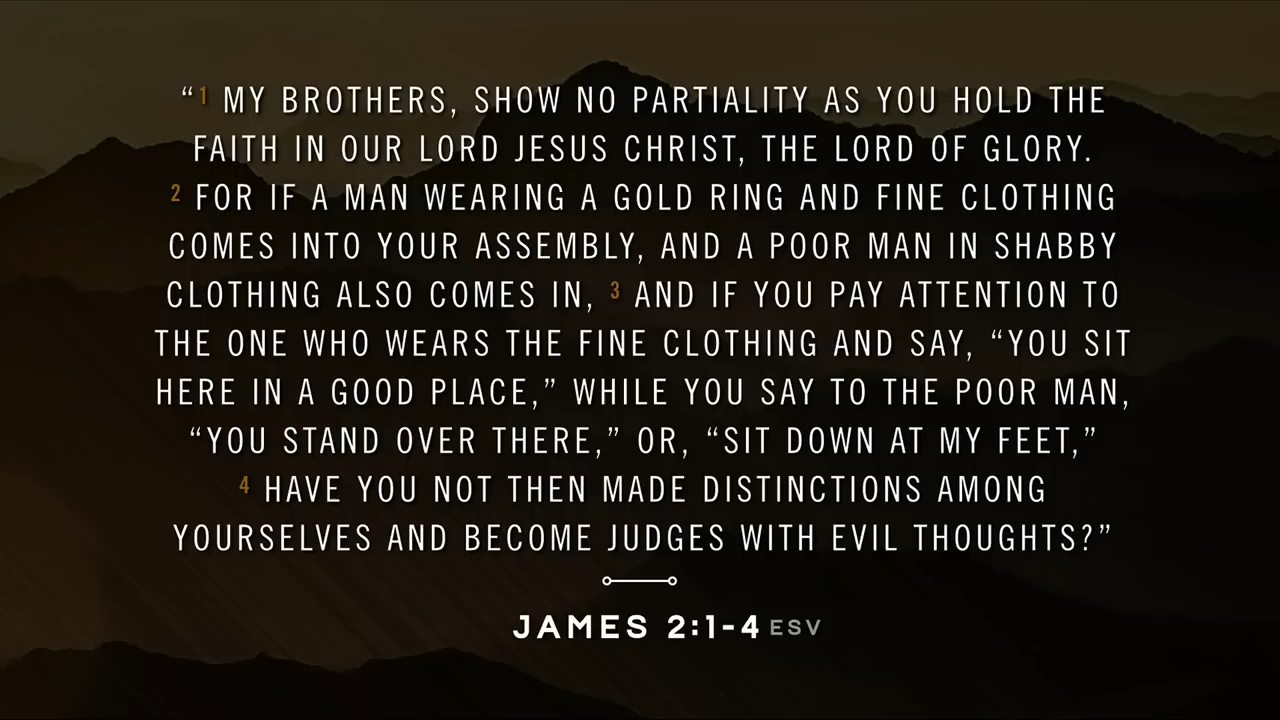 “1 MY BROTHERS, SHOW NO PARTIALITY AS YOU HOLD THE
FAITH IN OUR LORD JESUS CHRIST, THE LORD OF GLORY.
2 FOR IF A MAN WEARING A GOLD RING AND FINE CLOTHING
COMES INTO YOUR ASSEMBLY, AND A POOR MAN IN SHABBY
CLOTHING ALSO COMES IN, 3 AND IF YOU PAY ATTENTION TO
THE ONE WHO WEARS THE FINE CLOTHING AND SAY, “YOU SIT
HERE IN A GOOD PLACE,” WHILE YOU SAY TO THE POOR MAN,
“YOU STAND OVER THERE,” OR, “SIT DOWN AT MY FEET,”
4 HAVE YOU NOT THEN MADE DISTINCTIONS AMONG
YOURSELVES AND BECOME JUDGES WITH EVIL THOUGHTS?”
JAMES 2:1-4 ESV